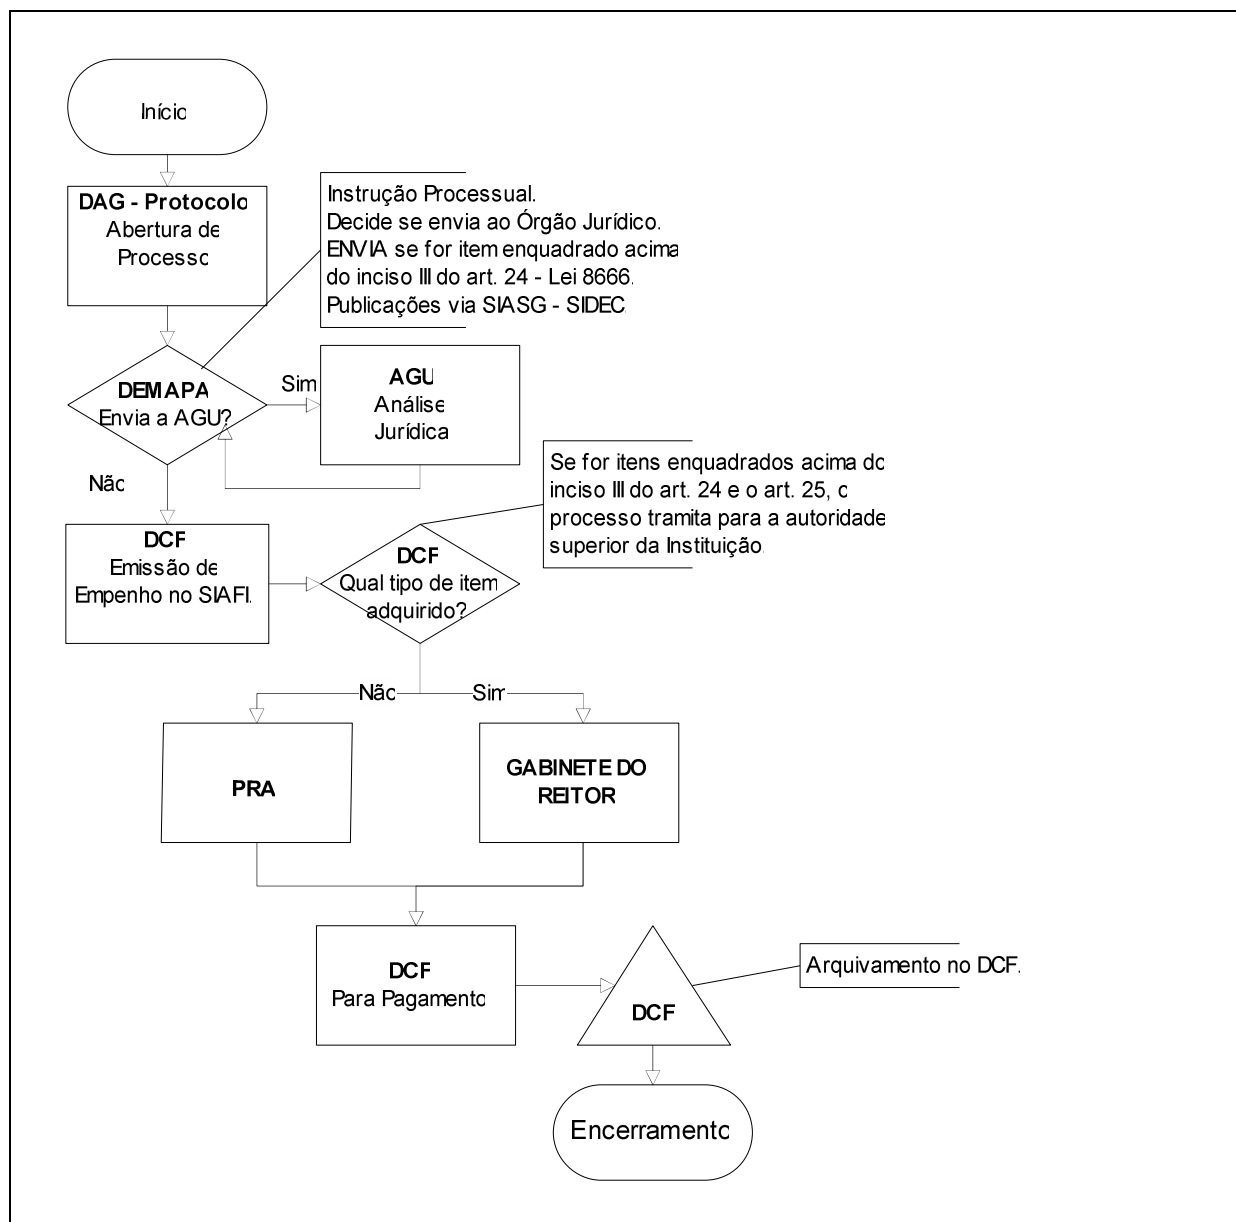 Início
DAG - Protocolo
Abertura de
Processo
Instrução Processual.
Decide se envia ao Órgão Jurídico.
ENVIA se for item enquadrado acima
do inciso III do art. 24 - Lei 8666.
Publicações via SIASG - SIDEC
DEMAPA
Envia a AGU?
Sim
AGU
Análise
Jurídica
Não
DCF
Emissão de
Empenho no SIAFI.
DCF
Qual tipo de item
adquirido?
Se for itens enquadrados acima do
inciso III do art. 24 e o art. 25, o
processo tramita para a autoridade
superior da Instituição.
Não
Sim
PRA
GABINETE DO
REITOR
DCF
Para Pagamento
DCF
Arquivamento no DCF.
Encerramento